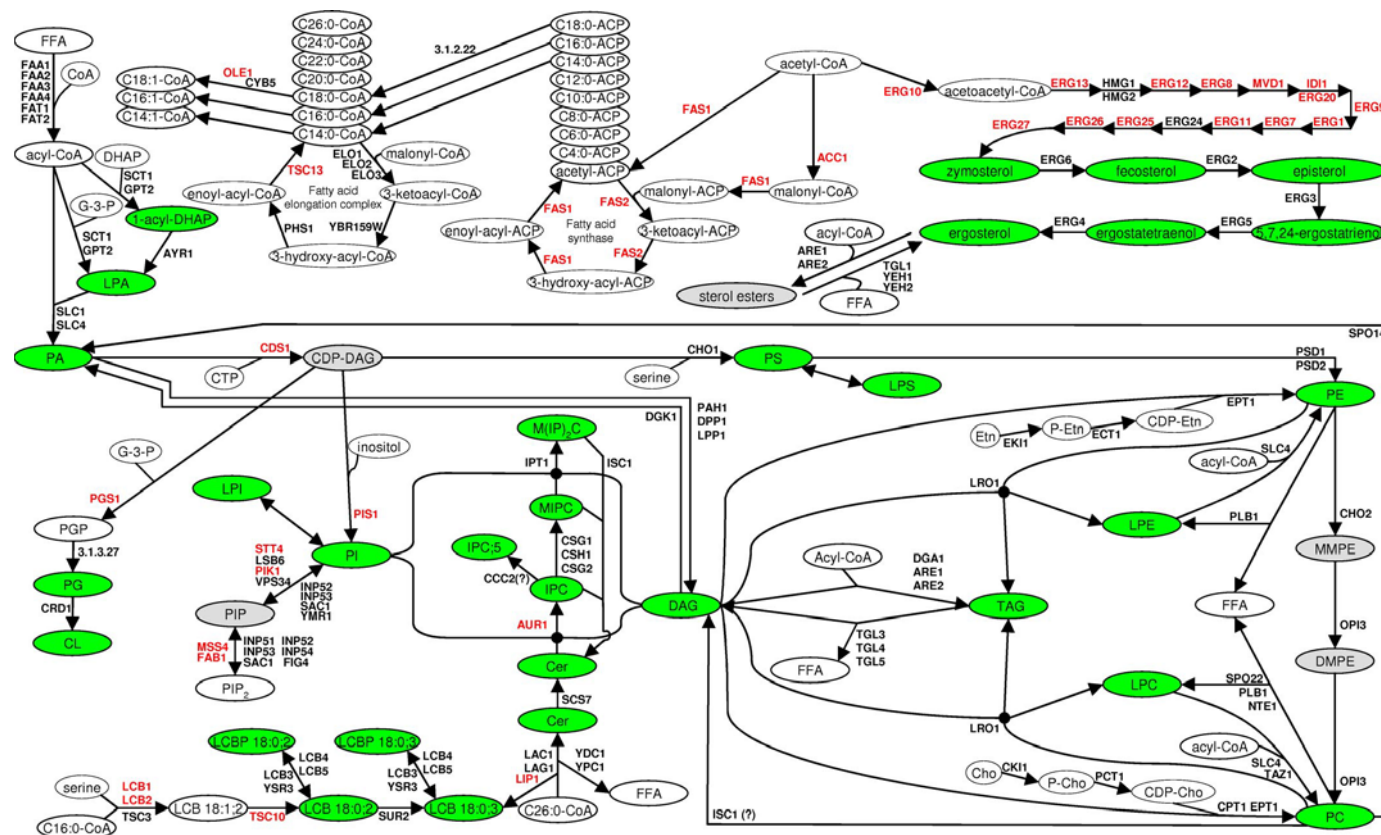 FFA
FAA1
FAA2
FAA3
FAA4
FAT1
FAT2
CoA
acyl-CoA
DHAP
SCT1
GPT2
G-3-P
SCT1
GPT2
1-acyl-DHAP
AYR1
LPA
SLC1
SLC4
C26:0-CoA
C24:0-CoA
C22:0-CoA
C20:0-CoA
C18:0-CoA
C16:0-CoA
C14:0-CoA
C18:1-CoA
C16:1-CoA
C14:1-CoA
OLE1
CYB5
3.1.2.22
ELO1
ELO2
ELO3
malonyl-CoA
TSC13
enoyl-acyl-CoA
Fatty acid
elongation complex
3-ketoacyl-CoA
PHS1
YBR159W
3-hydroxy-acyl-CoA
C18:0-ACP
C16:0-ACP
C14:0-ACP
C12:0-ACP
C10:0-ACP
C8:0-ACP
C6:0-ACP
C4:0-ACP
acetyl-ACP
FAS1
FAS2
malonyl-ACP
FAS1
malonyl-CoA
ACC1
FAS1
enoyl-acyl-ACP
Fatty acid
synthase
3-ketoacyl-ACP
FAS1
FAS2
3-hydroxy-acyl-ACP
acetyl-CoA
ERG10
acetoacetyl-CoA
ERG13
HMG1
HMG2
ERG12
ERG8
MVD1
IDI1
ERG20
ERG9
ERG27
ERG26
ERG25
ERG24
ERG11
ERG7
ERG1
zymosterol
ERG6
fecosterol
ERG2
episterol
ERG3
ergosterol
ERG4
ergostatetraenol
ERG5
5,7,24-ergostatrienol
acyl-CoA
ARE1
ARE2
TGL1
YEH1
YEH2
sterol esters
FFA
SPO14
PA
CDS1
CTP
CDP-DAG
CHO1
serine
PS
LPS
PSD1
PSD2
PE
DGK1
PAH1
DPP1
LPP1
G-3-P
inositol
PGS1
PIS1
PGP
3.1.3.27
PG
CRD1
CL
LPI
PI
STT4
LSB6
PIK1
VPS34
INP52
INP53
SAC1
YMR1
PIP
MSS4
FAB1
INP51
INP53
SAC1
INP52
INP54
FIG4
PIP2
M(IP)2C
IPT1
ISC1
MIPC
CSG1
CSH1
CSG2
IPC;5
CCC2(?)
IPC
AUR1
Cer
SCS7
Cer
LAC1
LAG1
LIP1
YDC1
YPC1
FFA
C26:0-CoA
LCBP 18:0;2
LCBP 18:0;3
LCB3
YSR3
LCB4
LCB5
LCB3
YSR3
LCB4
LCB5
serine
LCB1
LCB2
TSC3
C16:0-CoA
LCB 18:1;2
TSC10
LCB 18:0;2
SUR2
LCB 18:0;3
DAG
Acyl-CoA
DGA1
ARE1
ARE2
TAG
TGL3
TGL4
TGL5
FFA
Etn
EKI1
P-Etn
ECT1
CDP-Etn
EPT1
SLC4
acyl-CoA
LRO1
LPE
PLB1
CHO2
MMPE
FFA
OPI3
DMPE
LPC
SPO22
PLB1
NTE1
LRO1
acyl-CoA
SLC4
TAZ1
OPI3
Cho
CKI1
P-Cho
PCT1
CDP-Cho
CPT1 EPT1
PC
ISC1 (?)